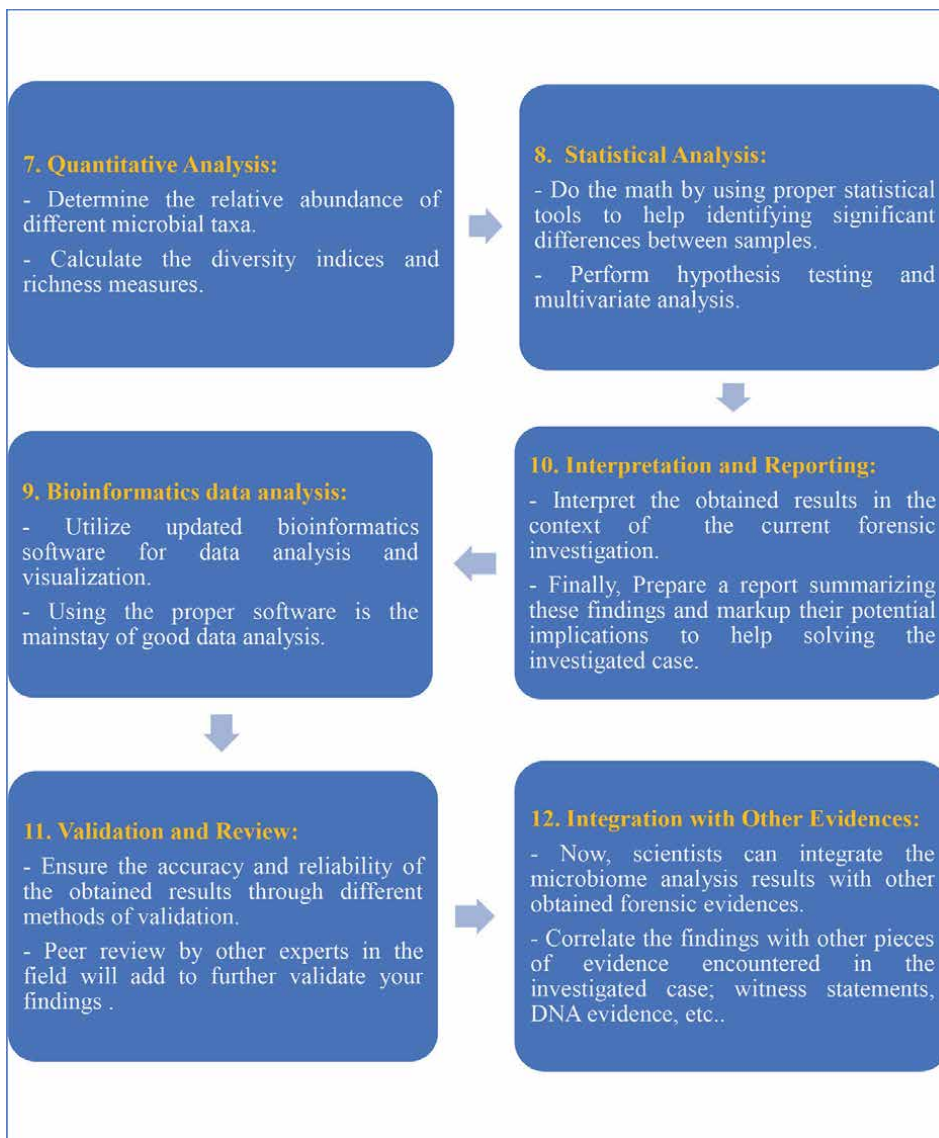 7. Quantitative Analysis:
- Determine the relative abundance of
different microbial taxa.
- Calculate the diversity indices and
richness measures.
8. Statistical Analysis:
- Do the math by using proper statistical
tools to help identifying significant
differences between samples.
- Perform hypothesis testing and
multivariate analysis.
9. Bioinformatics data analysis:
- Utilize updated bioinformatics
software for data analysis and
visualization.
- Using the proper software is the
mainstay of good data analysis.
10. Interpretation and Reporting:
- Interpret the obtained results in the
context of the current forensic
investigation.
- Finally, Prepare a report summarizing
these findings and markup their potential
implications to help solving the
investigated case.
11. Validation and Review:
- Ensure the accuracy and reliability of
the obtained results through different
methods of validation.
- Peer review by other experts in the
field will add to further validate your
findings .
12. Integration with Other Evidences:
- Now, scientists can integrate the
microbiome analysis results with other
obtained forensic evidences.
- Correlate the findings with other pieces
of evidence encountered in the
investigated case; witness statements,
DNA evidence, etc..